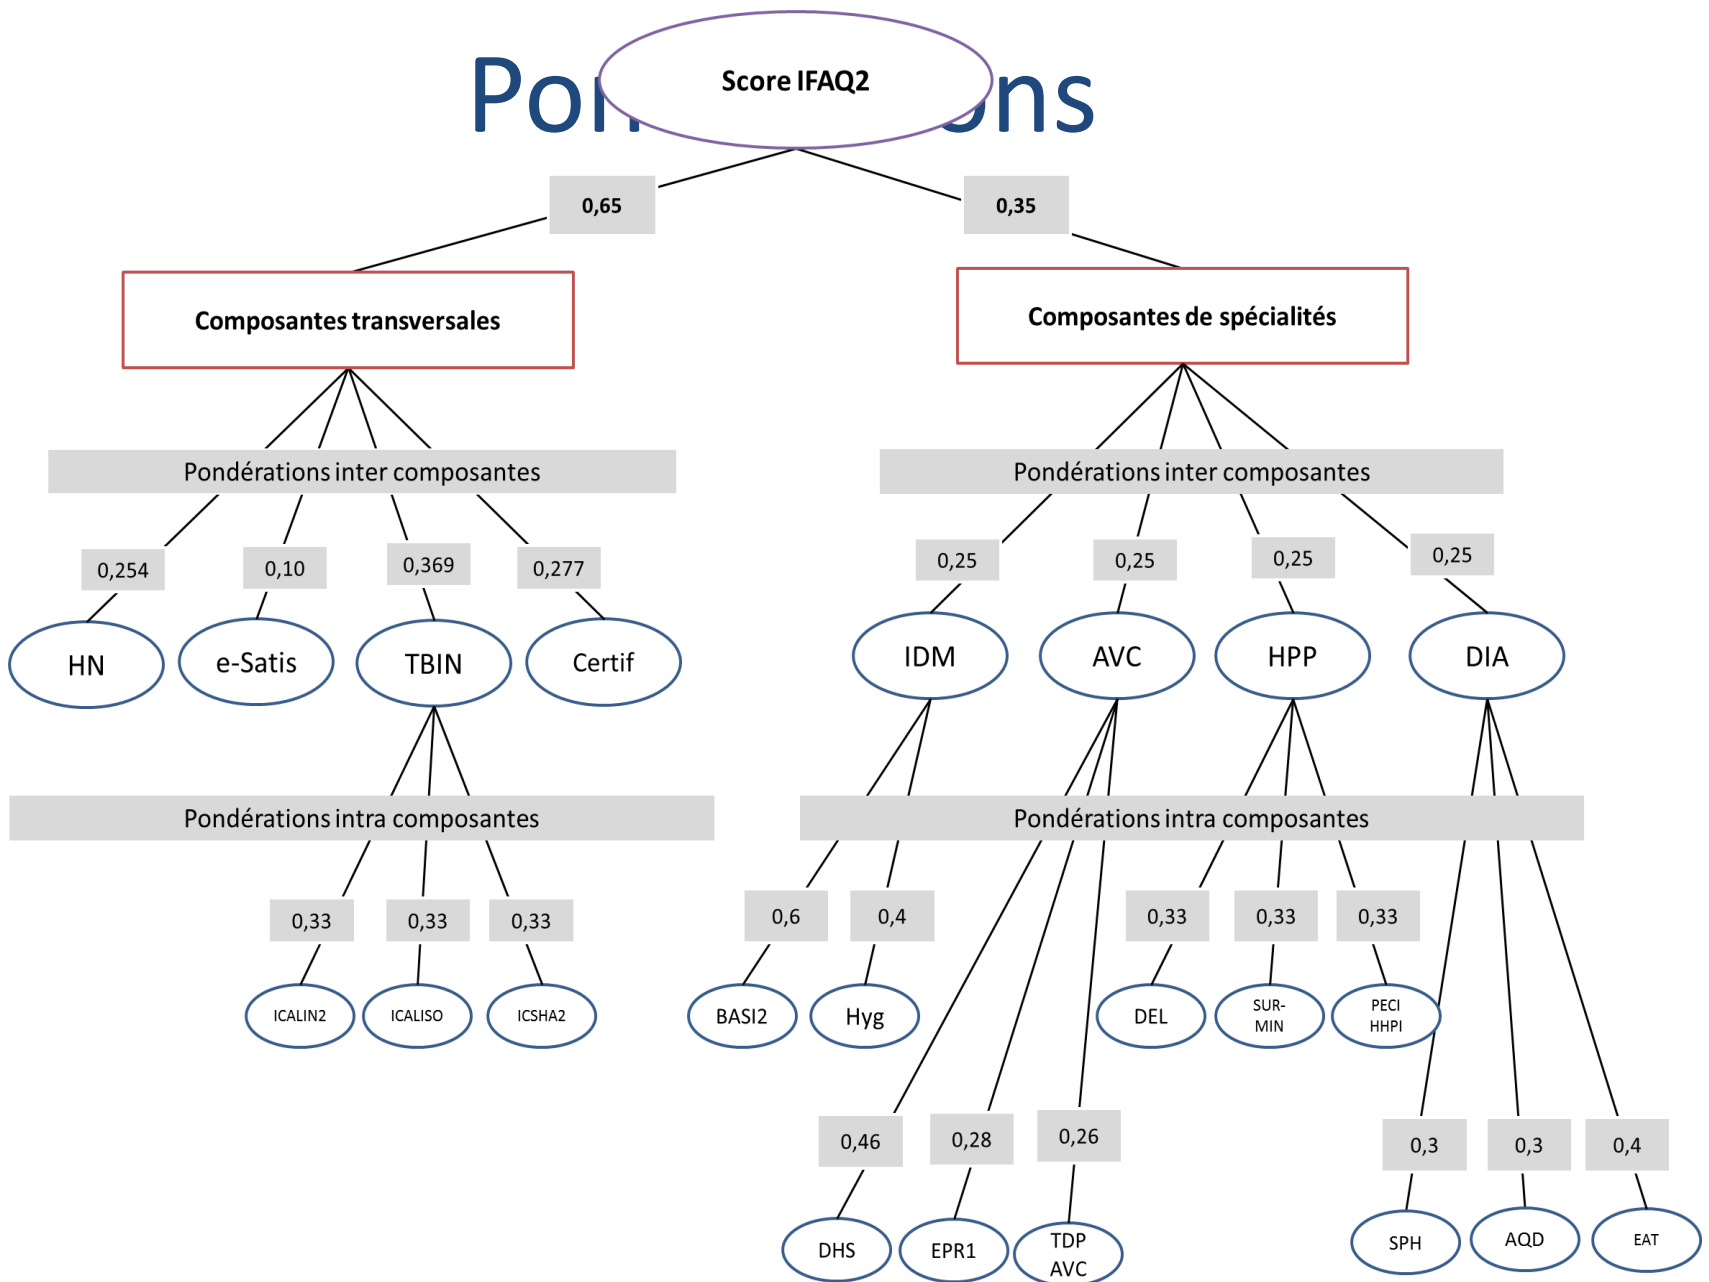 Score IFAQ2
0,65
0,35
Composantes transversales
Composantes de spécialités
Pondérations inter composantes
Pondérations inter composantes
0,254
0,10
0,369
0,277
0,25
0,25
0,25
0,25
HN
e-Satis
TBIN
Certif
IDM
AVC
HPP
DIA
Pondérations intra composantes
Pondérations intra composantes
0,33
0,33
0,33
0,6
0,4
0,33
0,33
0,33
ICALIN2
ICALISO
ICSHA2
BASI2
Hyg
DEL
SUR-
MIN
PECI
HHPI
0,46
0,28
0,26
0,3
0,3
0,4
DHS
EPR1
TDP
AVC
SPH
AQD
EAT